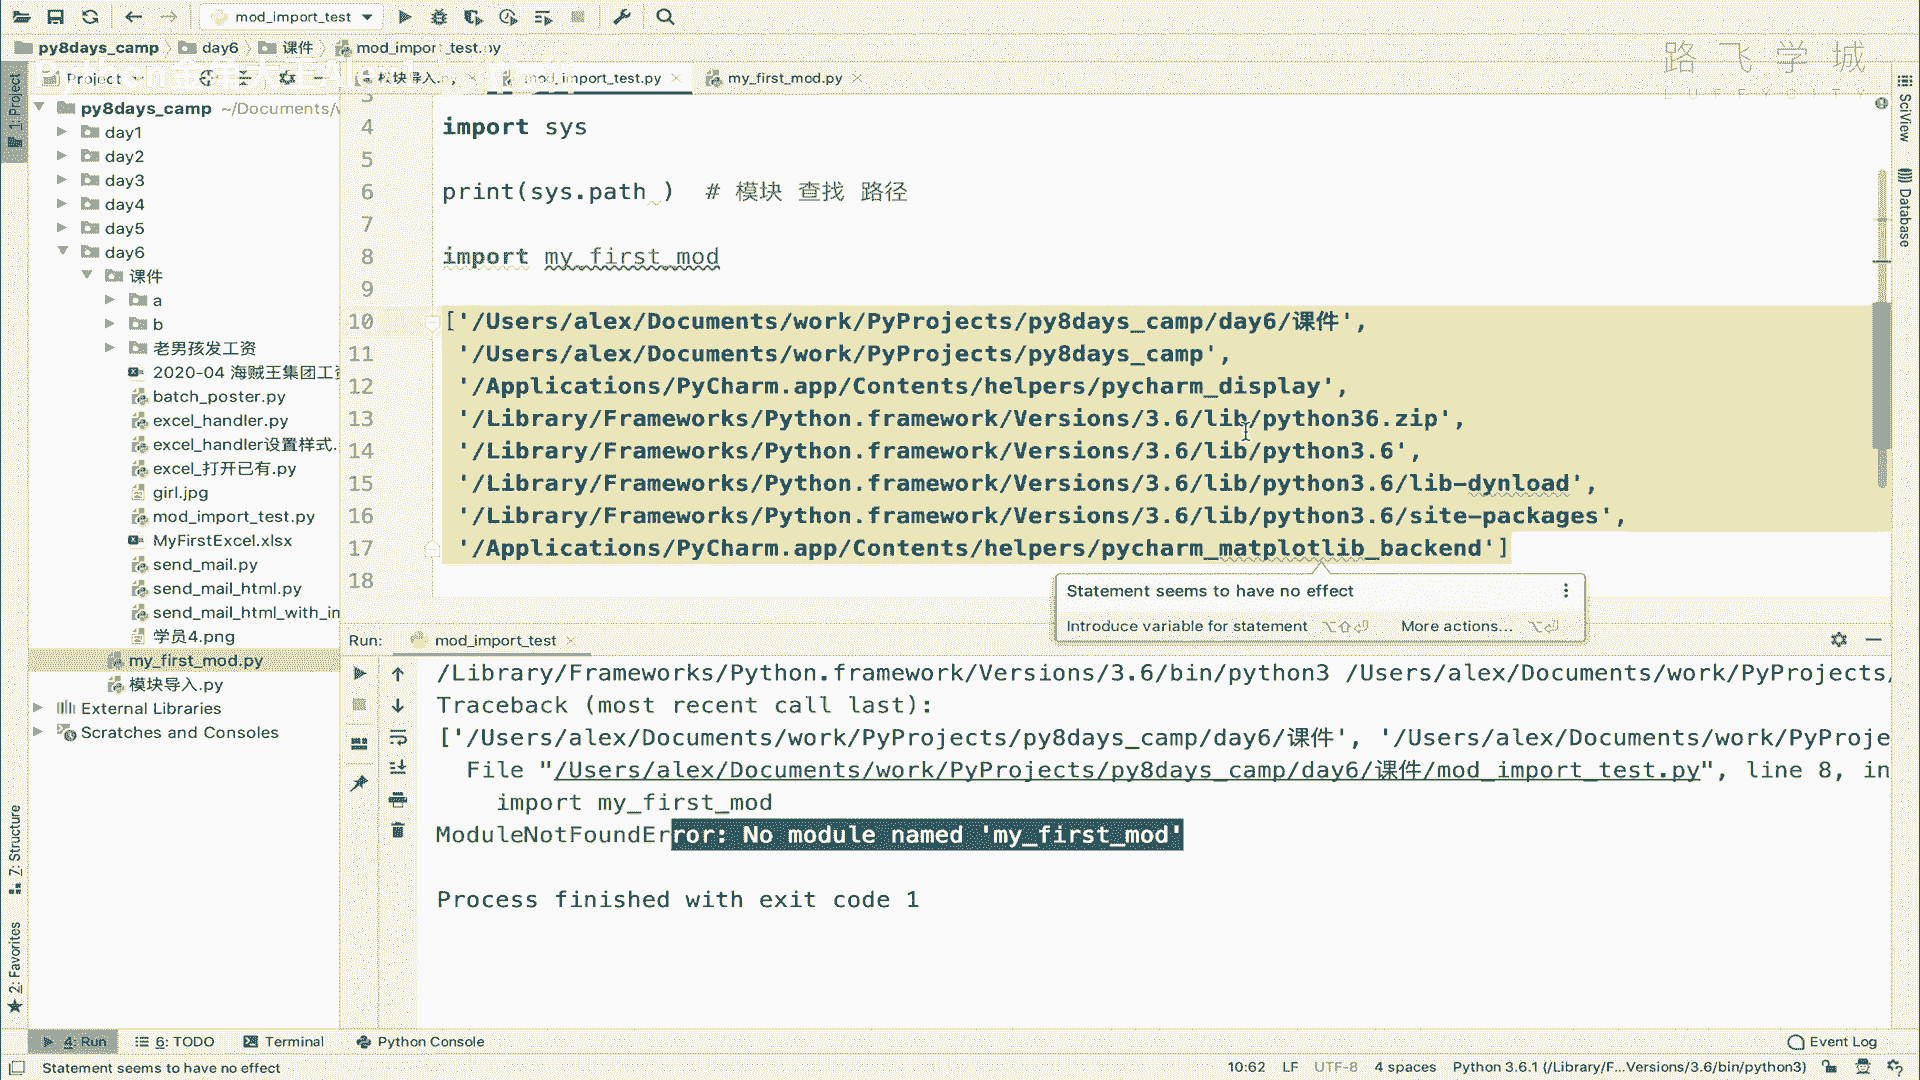 mod_import_test
py8days_camp day6 课件 mod_import_test.py
路飞学城
LUFFYCITY
Project
模块导入.py
mod_import_test.py
my_first_mod.py
1: Project
py8days_camp ~/Documents/
day1
day2
day3
day4
day5
day6
课件
a
b
老男孩发工资
2020-04 海贼王集团工资
batch_poster.py
excel_handler.py
excel_handler设置样式.
excel_打开已有.py
girl.jpg
mod_import_test.py
MyFirstExcel.xlsx
send_mail.py
send_mail_html.py
send_mail_html_with_in
学员4.png
my_first_mod.py
模块导入.py
External Libraries
Scratches and Consoles
3
4 import sys
5
6 print(sys.path ) # 模块 查找 路径
7
8 import my_first_mod
9
10 ['/Users/alex/Documents/work/PyProjects/py8days_camp/day6/课件',
11 '/Users/alex/Documents/work/PyProjects/py8days_camp',
12 '/Applications/PyCharm.app/Contents/helpers/pycharm_display',
13 '/Library/Frameworks/Python.framework/Versions/3.6/lib/python36.zip',
14 '/Library/Frameworks/Python.framework/Versions/3.6/lib/python3.6',
15 '/Library/Frameworks/Python.framework/Versions/3.6/lib/python3.6/lib-dynload',
16 '/Library/Frameworks/Python.framework/Versions/3.6/lib/python3.6/site-packages',
17 '/Applications/PyCharm.app/Contents/helpers/pycharm_matplotlib_backend']
18
Statement seems to have no effect
Introduce variable for statement ⌥⇧⏎ More actions... ⌥⏎
SciView
Database
Run: mod_import_test
/Library/Frameworks/Python.framework/Versions/3.6/bin/python3 /Users/alex/Documents/work/PyProjects/
Traceback (most recent call last):
['/Users/alex/Documents/work/PyProjects/py8days_camp/day6/课件', '/Users/alex/Documents/work/PyProje
File "/Users/alex/Documents/work/PyProjects/py8days_camp/day6/课件/mod_import_test.py", line 8, in
import my_first_mod
ModuleNotFoundError: No module named 'my_first_mod'
Process finished with exit code 1
7: Structure
2: Favorites
4: Run 6: TODO Terminal Python Console Event Log
Statement seems to have no effect 10:62 LF UTF-8 4 spaces Python 3.6.1 (/Library/F...Versions/3.6/bin/python3)